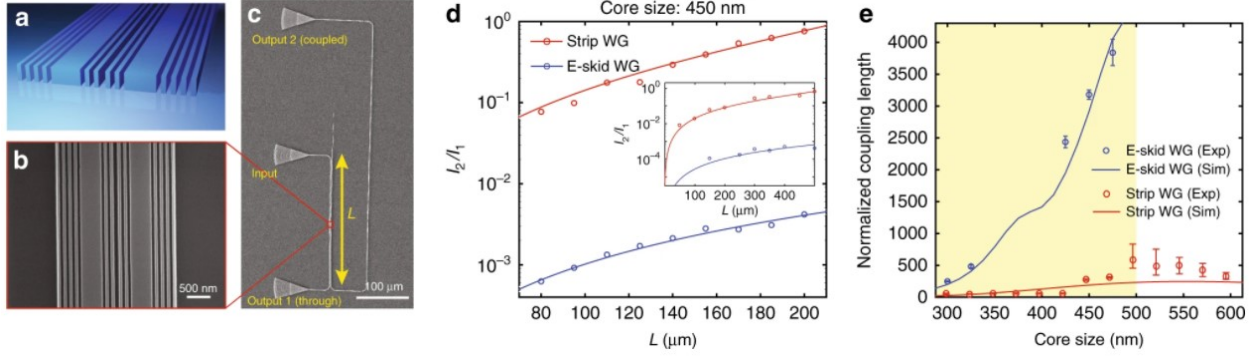 a
b
500 nm
c
Output 2 (coupled)
Input
L
Output 1 (through)
100 µm
d
Core size: 450 nm
Strip WG
E-skid WG
I2/I1
10^0
10^-1
10^-2
10^-3
80 100 120 140 160 180 200
L (µm)
I2/I1
10^0
10^-2
10^-4
200 400
L (µm)
e
Normalized coupling length
4000
3500
3000
2500
2000
1500
1000
500
0
E-skid WG (Exp)
E-skid WG (Sim)
Strip WG (Exp)
Strip WG (Sim)
300 350 400 450 500 550 600
Core size (nm)